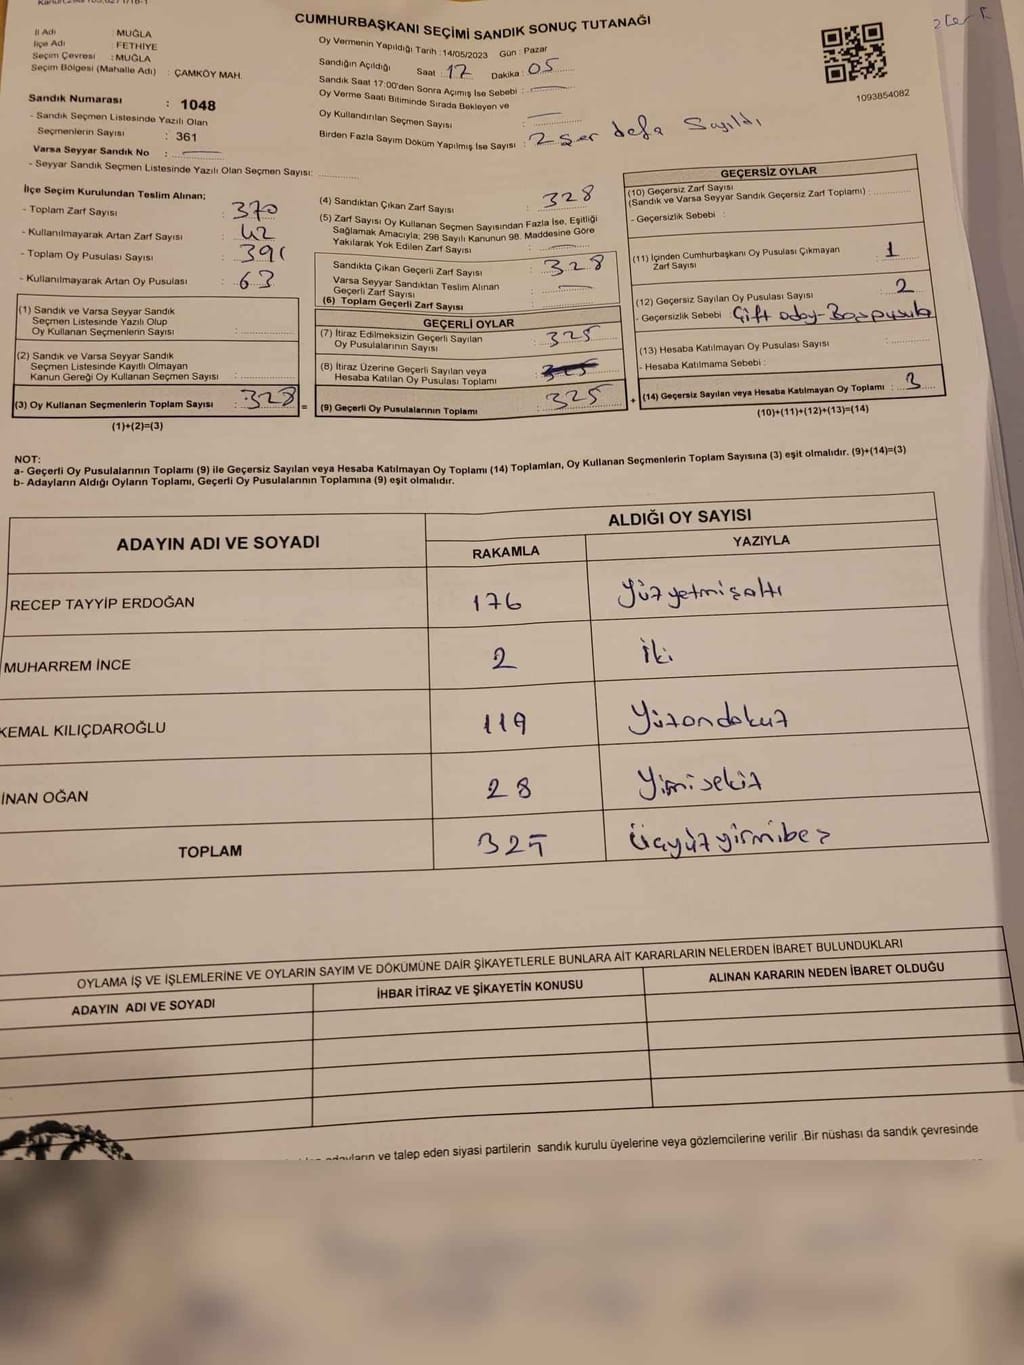 CUMHURBAŞKANI SEÇİMİ SANDIK SONUÇ TUTANAĞI
İl Adı : MUĞLA
İlçe Adı : FETHİYE
Seçim Çevresi : MUĞLA
Seçim Bölgesi (Mahalle Adı) : ÇAMKÖY MAH.
Sandık Numarası : 1048
- Sandık Seçmen Listesinde Yazılı Olan
Seçmenlerin Sayısı : 361
Varsa Seyyar Sandık No :
- Seyyar Sandık Seçmen Listesinde Yazılı Olan Seçmen Sayısı:
Oy Vermenin Yapıldığı Tarih : 14/05/2023 Gün : Pazar
Sandığın Açıldığı Saat 17 Dakika : 05
Sandık Saat 17:00'den Sonra Açımış İse Sebebi :
Oy Verme Saati Bitiminde Sırada Bekleyen ve
Oy Kullandırılan Seçmen Sayısı :
Birden Fazla Sayım Döküm Yapılmış İse Sayısı : 2 şer defa Sayıldı
1093854082
İlçe Seçim Kurulundan Teslim Alınan;
- Toplam Zarf Sayısı : 370
- Kullanılmayarak Artan Zarf Sayısı : 42
- Toplam Oy Pusulası Sayısı : 391
- Kullanılmayarak Artan Oy Pusulası : 63
(1) Sandık ve Varsa Seyyar Sandık
Seçmen Listesinde Yazılı Olup
Oy Kullanan Seçmenlerin Sayısı :
(2) Sandık ve Varsa Seyyar Sandık
Seçmen Listesinde Kayıtlı Olmayan
Kanun Gereği Oy Kullanan Seçmen Sayısı :
(3) Oy Kullanan Seçmenlerin Toplam Sayısı : 328 =
(1)+(2)=(3)
(4) Sandıktan Çıkan Zarf Sayısı : 328
(5) Zarf Sayısı Oy Kullanan Seçmen Sayısından Fazla İse, Eşitliği
Sağlamak Amacıyla; 298 Sayılı Kanunun 98. Maddesine Göre
Yakılarak Yok Edilen Zarf Sayısı :
Sandıkta Çıkan Geçerli Zarf Sayısı : 328
Varsa Seyyar Sandıktan Teslim Alınan
Geçerli Zarf Sayısı :
(6) Toplam Geçerli Zarf Sayısı
GEÇERLİ OYLAR
(7) İtiraz Edilmeksizin Geçerli Sayılan
Oy Pusulalarının Sayısı : 325
(8) İtiraz Üzerine Geçerli Sayılan veya
Hesaba Katılan Oy Pusulası Toplamı :
(9) Geçerli Oy Pusulalarının Toplamı : 325 +
GEÇERSİZ OYLAR
(10) Geçersiz Zarf Sayısı
(Sandık ve Varsa Seyyar Sandık Geçersiz Zarf Toplamı) :
- Geçersizlik Sebebi :
(11) İçinden Cumhurbaşkanı Oy Pusulası Çıkmayan
Zarf Sayısı : 1
(12) Geçersiz Sayılan Oy Pusulası Sayısı : 2
- Geçersizlik Sebebi : Çift aday-Boş pusula
(13) Hesaba Katılmayan Oy Pusulası Sayısı :
- Hesaba Katılmama Sebebi :
(14) Geçersiz Sayılan veya Hesaba Katılmayan Oy Toplamı : 3
(10)+(11)+(12)+(13)=(14)
NOT:
a- Geçerli Oy Pusulalarının Toplamı (9) ile Geçersiz Sayılan veya Hesaba Katılmayan Oy Toplamı (14) Toplamları, Oy Kullanan Seçmenlerin Toplam Sayısına (3) eşit olmalıdır. (9)+(14)=(3)
b- Adayların Aldığı Oyların Toplamı, Geçerli Oy Pusulalarının Toplamına (9) eşit olmalıdır.
ADAYIN ADI VE SOYADI ALDIĞI OY SAYISI
RAKAMLA YAZIYLA
RECEP TAYYİP ERDOĞAN 176 Yüzyetmişaltı
MUHARREM İNCE 2 İki
KEMAL KILIÇDAROĞLU 119 Yüzondokuz
İNAN OĞAN 28 Yirmisekiz
TOPLAM 325 Üçyüzyirmibeş
OYLAMA İŞ VE İŞLEMLERİNE VE OYLARIN SAYIM VE DÖKÜMÜNE DAİR ŞİKAYETLERLE BUNLARA AİT KARARLARIN NELERDEN İBARET BULUNDUKLARI
ADAYIN ADI VE SOYADI İHBAR İTİRAZ VE ŞİKAYETİN KONUSU ALINAN KARARIN NEDEN İBARET OLDUĞU
ve talep eden siyasi partilerin sandık kurulu üyelerine veya gözlemcilerine verilir .Bir nüshası da sandık çevresinde